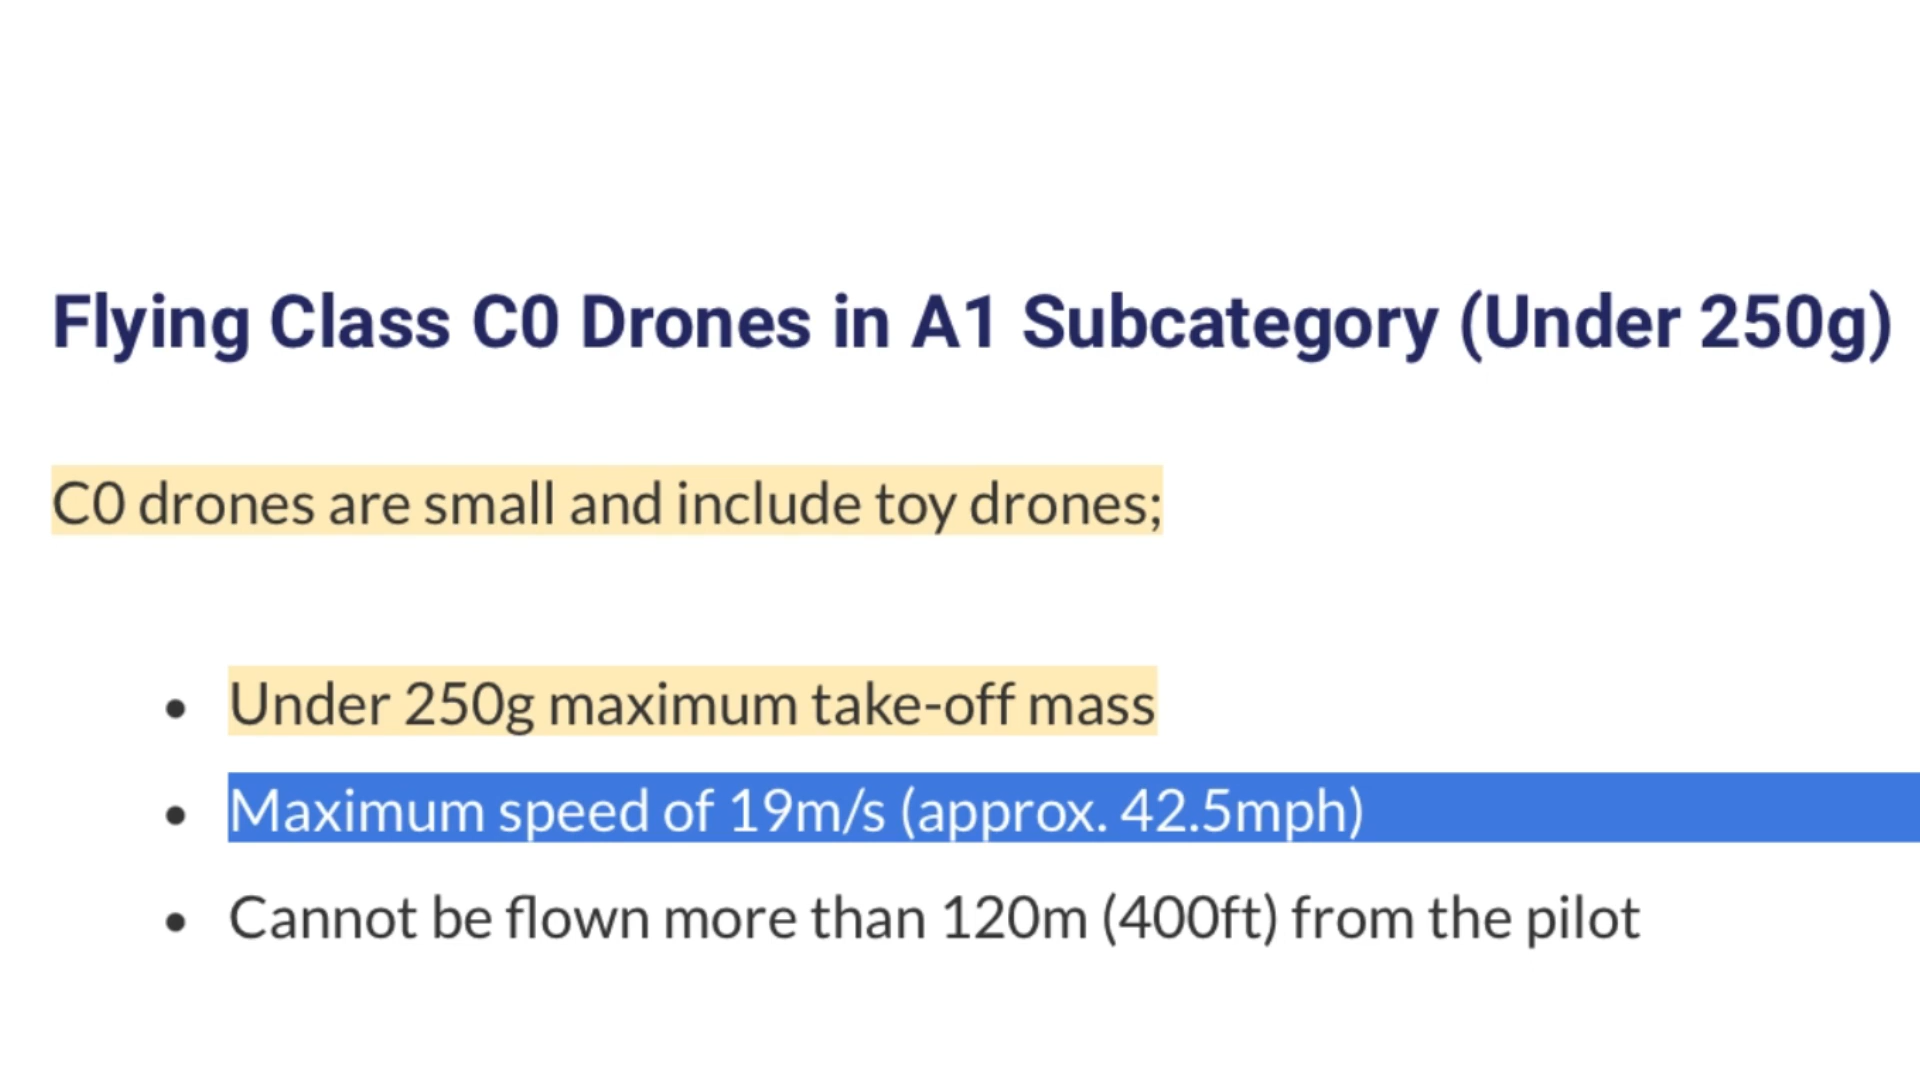 Flying Class C0 Drones in A1 Subcategory (Under 250g)
C0 drones are small and include toy drones;
• Under 250g maximum take-off mass
• Maximum speed of 19m/s (approx. 42.5mph)
• Cannot be flown more than 120m (400ft) from the pilot